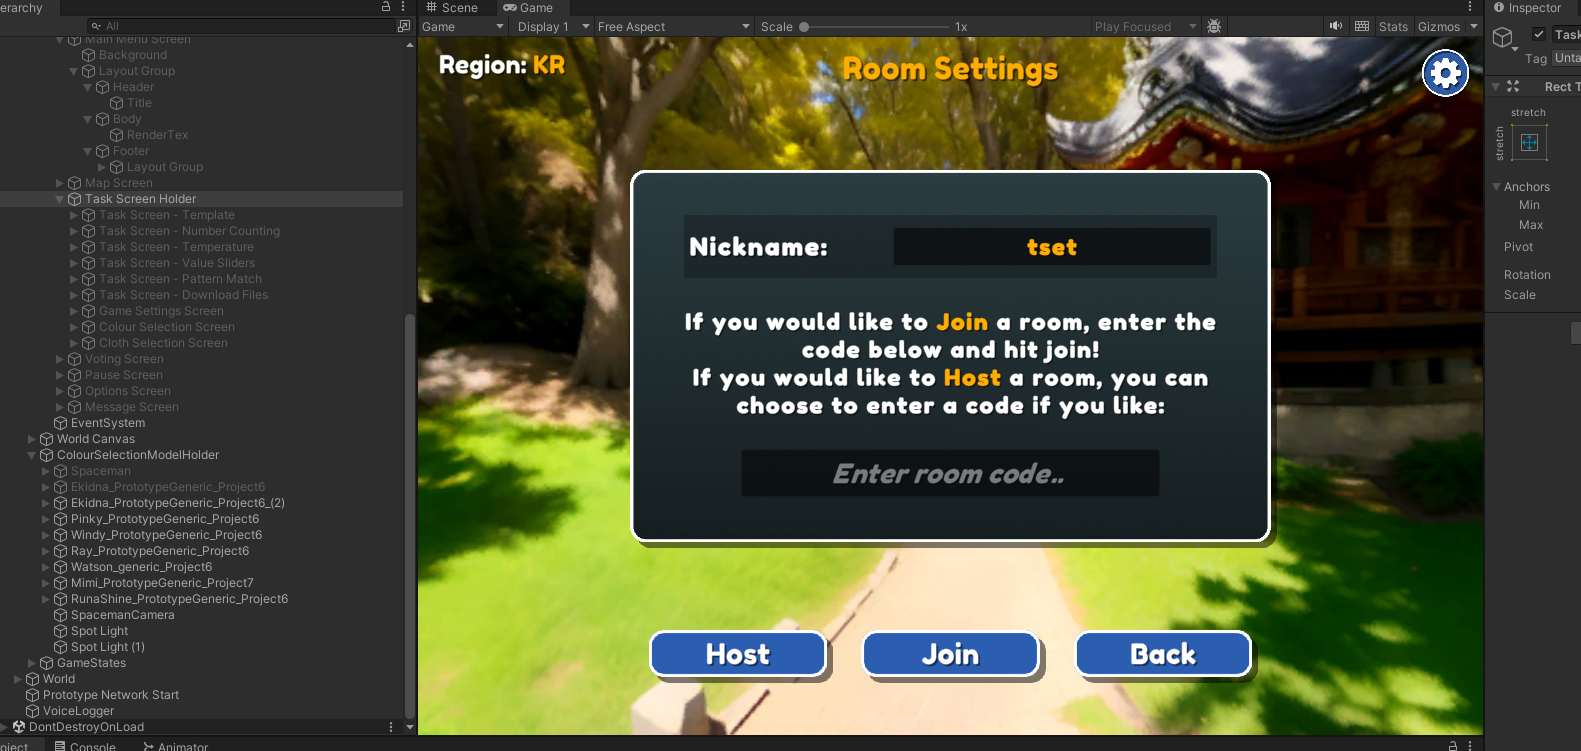 erarchy
All
Main Menu Screen
Background
Layout Group
Header
Title
Body
RenderTex
Footer
Layout Group
Map Screen
Task Screen Holder
Task Screen - Template
Task Screen - Number Counting
Task Screen - Temperature
Task Screen - Value Sliders
Task Screen - Pattern Match
Task Screen - Download Files
Game Settings Screen
Colour Selection Screen
Cloth Selection Screen
Voting Screen
Pause Screen
Options Screen
Message Screen
EventSystem
World Canvas
ColourSelectionModelHolder
Spaceman
Ekidna_PrototypeGeneric_Project6
Ekidna_PrototypeGeneric_Project6_(2)
Pinky_PrototypeGeneric_Project6
Windy_PrototypeGeneric_Project6
Ray_PrototypeGeneric_Project6
Watson_generic_Project6
Mimi_PrototypeGeneric_Project7
RunaShine_PrototypeGeneric_Project6
SpacemanCamera
Spot Light
Spot Light (1)
GameStates
World
Prototype Network Start
VoiceLogger
DontDestroyOnLoad
oject Console Animator
Scene Game
Game Display 1 Free Aspect Scale 1x Play Focused Stats Gizmos
Region: KR
Room Settings
Nickname: tset
If you would like to Join a room, enter the
code below and hit join!
If you would like to Host a room, you can
choose to enter a code if you like:
Enter room code..
Host Join Back
Inspector
Task
Tag Unta
Rect T
stretch
stretch
Anchors
Min
Max
Pivot
Rotation
Scale